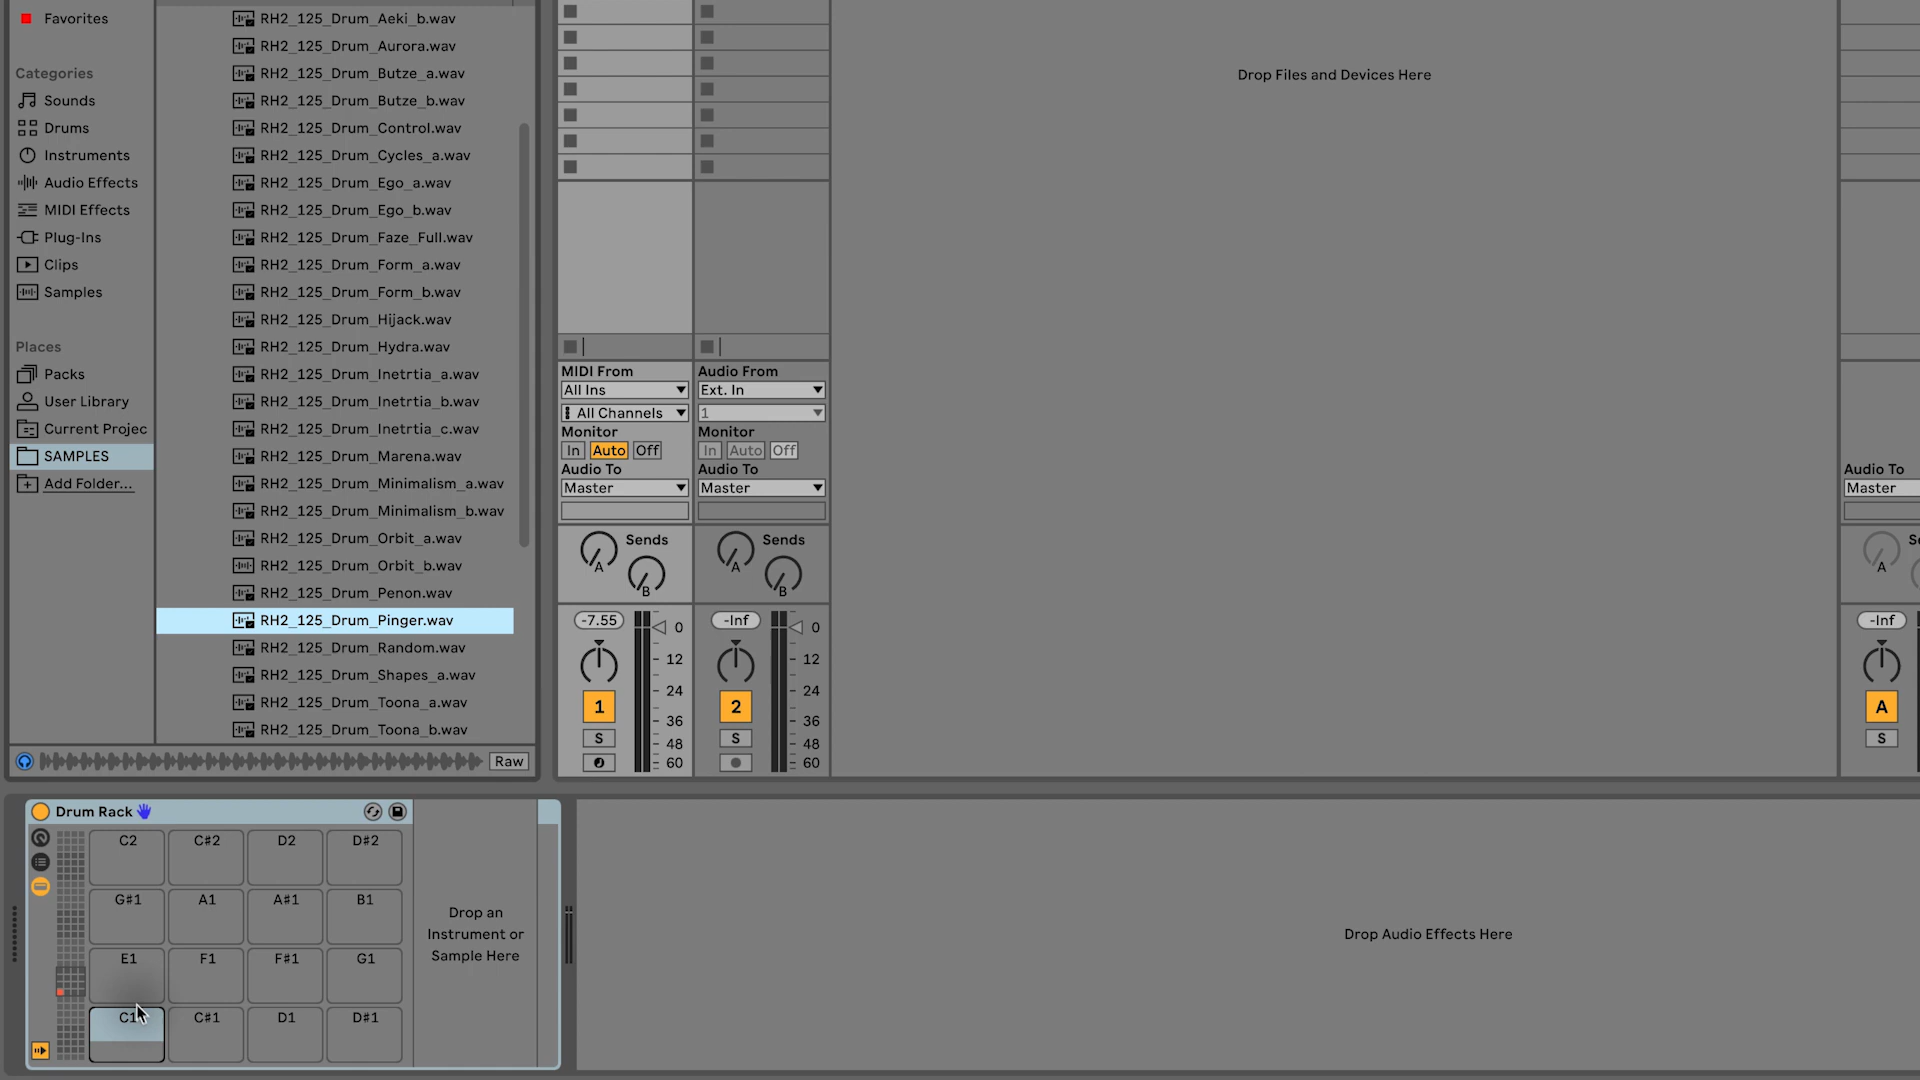 Favorites
Categories
Sounds
Drums
Instruments
Audio Effects
MIDI Effects
Plug-Ins
Clips
Samples
Places
Packs
User Library
Current Projec
SAMPLES
Add Folder...
RH2_125_Drum_Aeki_b.wav
RH2_125_Drum_Aurora.wav
RH2_125_Drum_Butze_a.wav
RH2_125_Drum_Butze_b.wav
RH2_125_Drum_Control.wav
RH2_125_Drum_Cycles_a.wav
RH2_125_Drum_Ego_a.wav
RH2_125_Drum_Ego_b.wav
RH2_125_Drum_Faze_Full.wav
RH2_125_Drum_Form_a.wav
RH2_125_Drum_Form_b.wav
RH2_125_Drum_Hijack.wav
RH2_125_Drum_Hydra.wav
RH2_125_Drum_Inetrtia_a.wav
RH2_125_Drum_Inetrtia_b.wav
RH2_125_Drum_Inetrtia_c.wav
RH2_125_Drum_Marena.wav
RH2_125_Drum_Minimalism_a.wav
RH2_125_Drum_Minimalism_b.wav
RH2_125_Drum_Orbit_a.wav
RH2_125_Drum_Orbit_b.wav
RH2_125_Drum_Penon.wav
RH2_125_Drum_Pinger.wav
RH2_125_Drum_Random.wav
RH2_125_Drum_Shapes_a.wav
RH2_125_Drum_Toona_a.wav
RH2_125_Drum_Toona_b.wav
Raw
MIDI From
All Ins
All Channels
Monitor
In Auto Off
Audio To
Master
Sends
A
B
-7.55
0
12
24
36
48
60
1
S
Audio From
Ext. In
1
Monitor
In Auto Off
Audio To
Master
Sends
A
B
-Inf
0
12
24
36
48
60
2
S
Drop Files and Devices Here
Audio To
Master
A
-Inf
A
S
Drum Rack
C2 C#2 D2 D#2
G#1 A1 A#1 B1
E1 F1 F#1 G1
C1 C#1 D1 D#1
Drop an
Instrument or
Sample Here
Drop Audio Effects Here